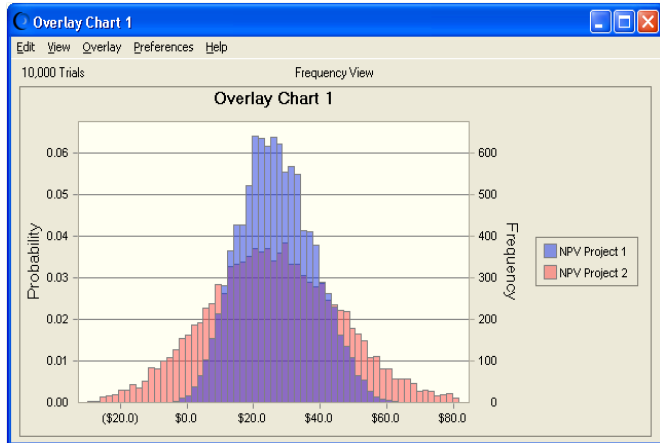 Overlay Chart 1
Edit View Overlay Preferences Help
10,000 Trials Frequency View
Overlay Chart 1
0.06 600
0.05 500
0.04 400
0.03 300
0.02 200
0.01 100
0.00 0
Probability
Frequency
NPV Project 1
NPV Project 2
($20.0) $0.0 $20.0 $40.0 $60.0 $80.0